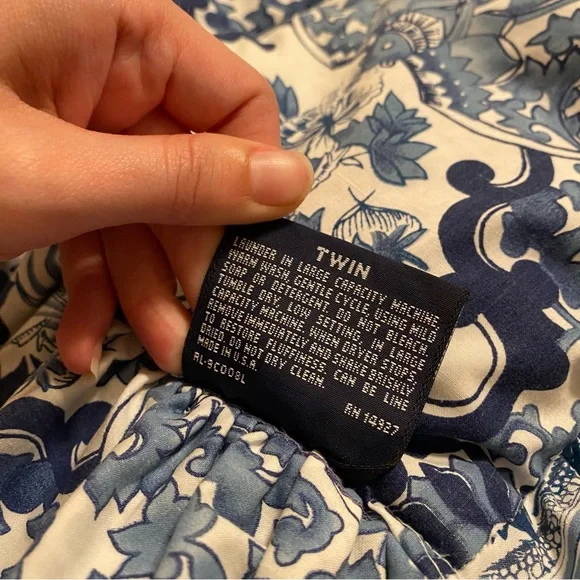 TWIN
LAUNDER IN LARGE CAPACITY MACHINE
WARM WASH, GENTLE CYCLE, USING MILD
SOAP OR DETERGENT. DO NOT BLEACH.
TUMBLE DRY, LOW SETTING, IN LARGE
CAPACITY MACHINE. WHEN DRYER STOPS,
REMOVE IMMEDIATELY AND SHAKE BRISKLY
TO RESTORE FLUFFINESS. CAN BE LINE
DRIED. DO NOT DRY CLEAN.
MADE IN U.S.A.
RL-9C008L
RN 14937